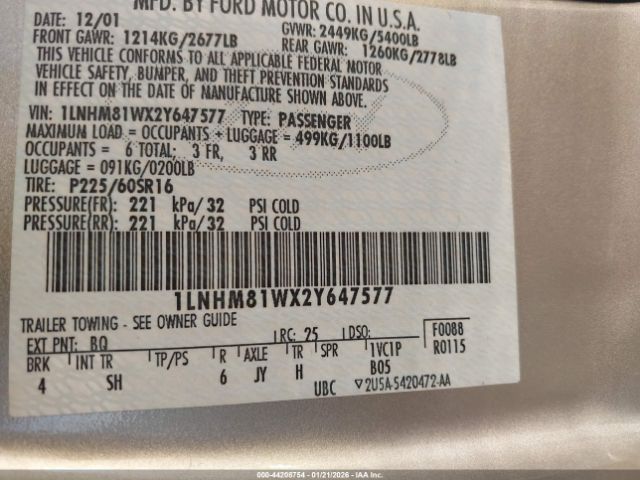 MFD. BY FORD MOTOR CO. IN U.S.A.
DATE: 12/01 GVWR: 2449KG/5400LB
FRONT GAWR: 1214KG/2677LB REAR GAWR: 1260KG/2778LB
THIS VEHICLE CONFORMS TO ALL APPLICABLE FEDERAL MOTOR
VEHICLE SAFETY, BUMPER, AND THEFT PREVENTION STANDARDS
IN EFFECT ON THE DATE OF MANUFACTURE SHOWN ABOVE.
VIN: 1LNHM81WX2Y647577 TYPE: PASSENGER
MAXIMUM LOAD = OCCUPANTS + LUGGAGE = 499KG/1100LB
OCCUPANTS = 6 TOTAL; 3 FR, 3 RR
LUGGAGE = 091KG/0200LB
TIRE: P225/60SR16
PRESSURE(FR): 221 kPa/32 PSI COLD
PRESSURE(RR): 221 kPa/32 PSI COLD
1LNHM81WX2Y647577
TRAILER TOWING - SEE OWNER GUIDE
EXT PNT: BQ RC: 25 DSO: F0088
BRK INT TR TP/PS R AXLE TR SPR 1VC1P R0115
4 SH 6 JY H B05
UBC ▽2U5A-5420472-AA
000-44206754 - 01/21/2026 - IAA Inc.